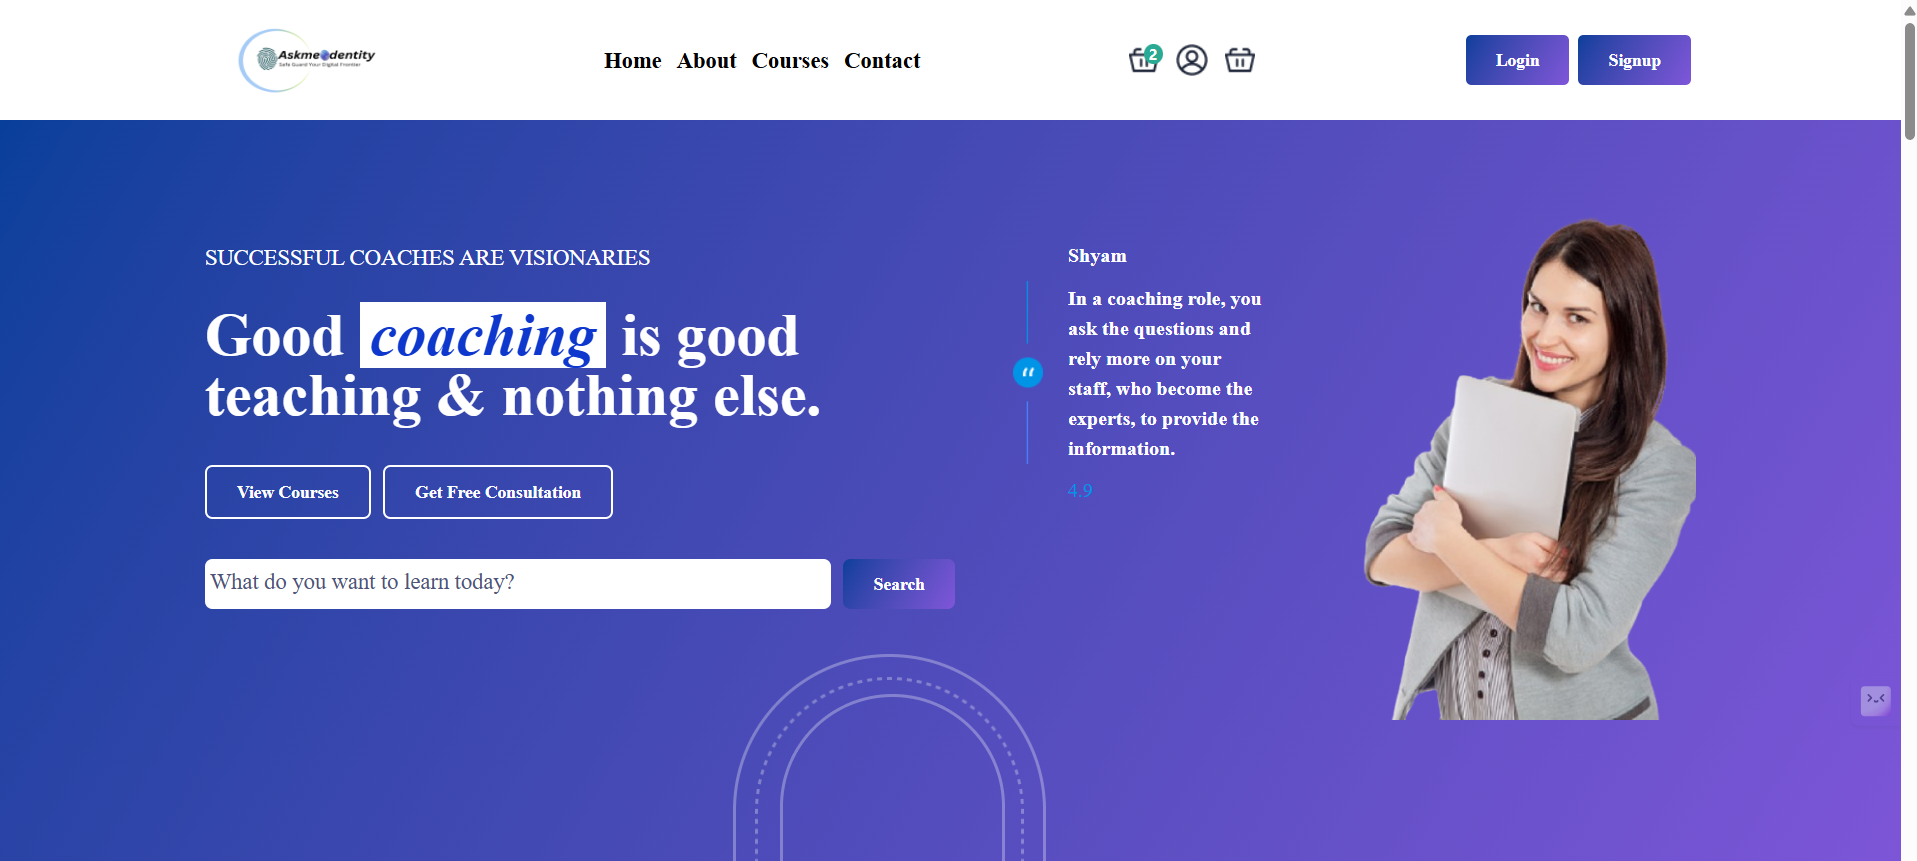 Askme dentity
Safe Guard Your Digital Frontier
Home About Courses Contact
2
Login Signup
SUCCESSFUL COACHES ARE VISIONARIES
Good coaching is good
teaching & nothing else.
View Courses Get Free Consultation
What do you want to learn today? Search
Shyam
In a coaching role, you
ask the questions and
rely more on your
staff, who become the
experts, to provide the
information.
4.9